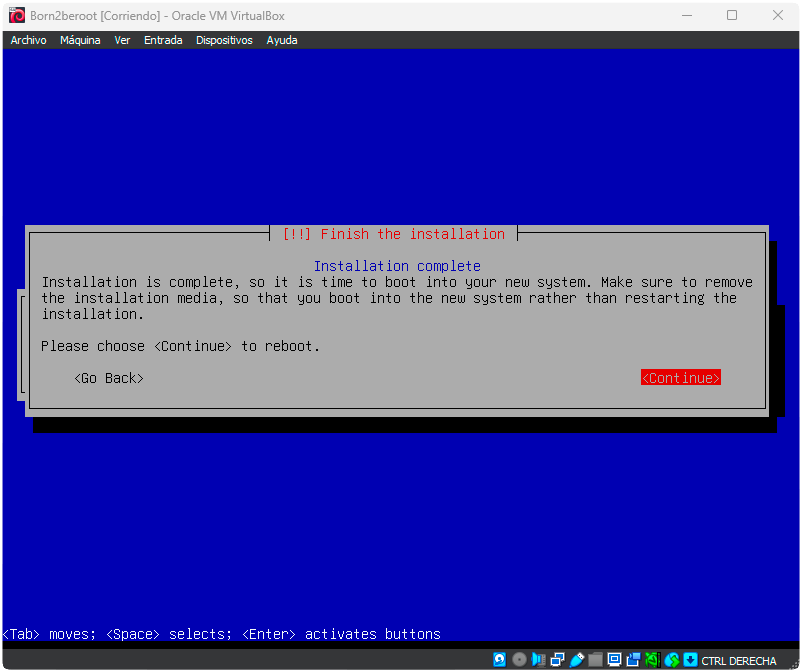 Born2beroot [Corriendo] - Oracle VM VirtualBox
Archivo Máquina Ver Entrada Dispositivos Ayuda
[!!] Finish the installation
Installation complete
Installation is complete, so it is time to boot into your new system. Make sure to remove
the installation media, so that you boot into the new system rather than restarting the
installation.
Please choose <Continue> to reboot.
<Go Back> <Continue>
<Tab> moves; <Space> selects; <Enter> activates buttons
CTRL DERECHA